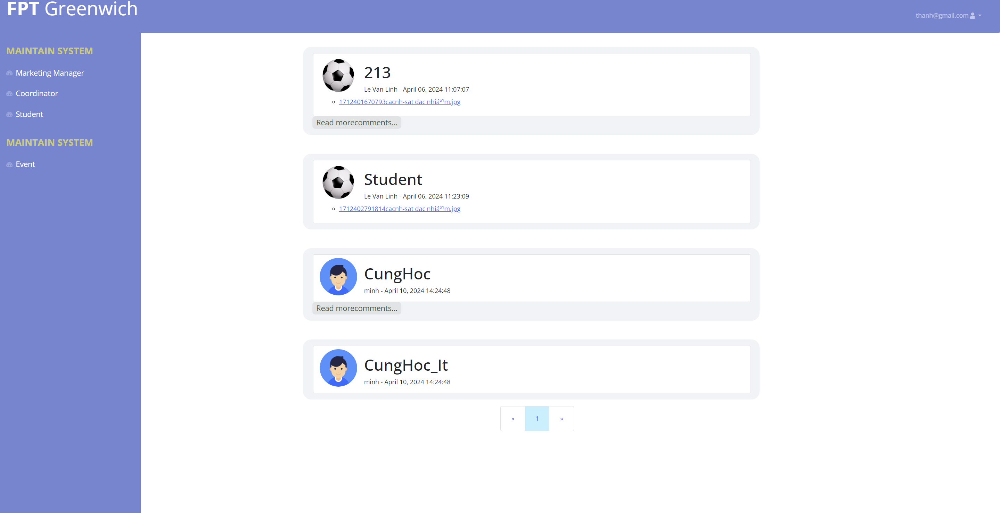 FPT Greenwich
thanh@gmail.com
MAINTAIN SYSTEM
Marketing Manager
Coordinator
Student
MAINTAIN SYSTEM
Event
213
Le Van Linh - April 06, 2024 11:07:07
1712401670793cacnh-sat dac nhiáº¹m.jpg
Read morecomments...
Student
Le Van Linh - April 06, 2024 11:23:09
1712402791814cacnh-sat dac nhiáº¹m.jpg
CungHoc
minh - April 10, 2024 14:24:48
Read morecomments...
CungHoc_It
minh - April 10, 2024 14:24:48
« 1 »